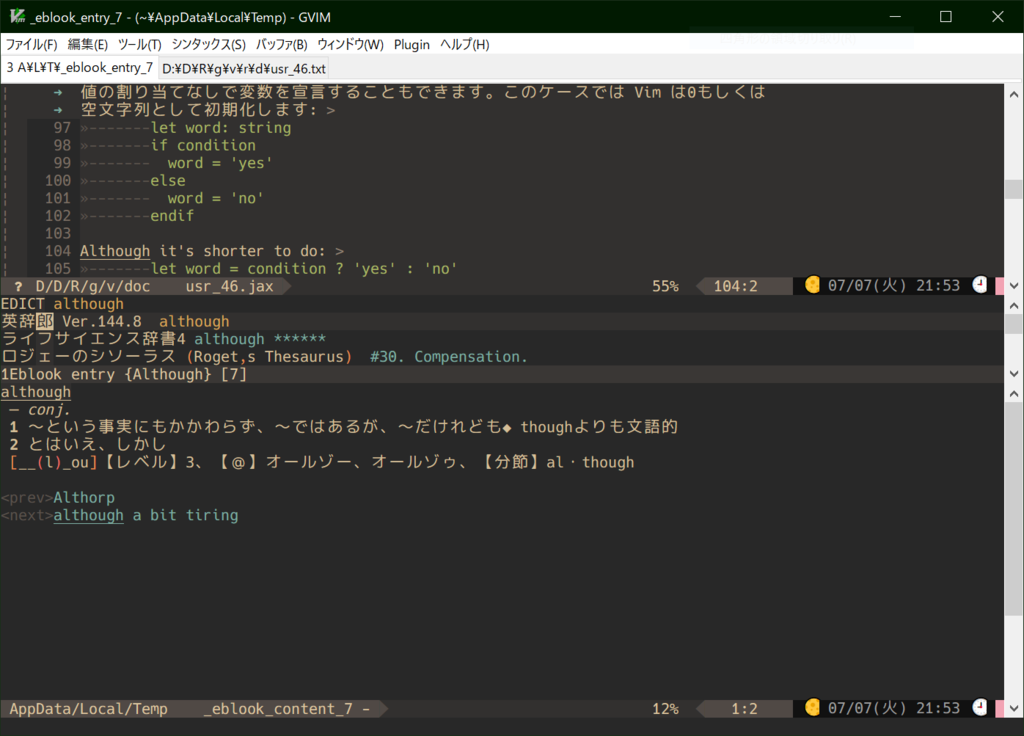 _eblook_entry_7 - (~¥AppData¥Local¥Temp) - GVIM
ファイル(F) 編集(E) ツール(T) シンタックス(S) バッファ(B) ウィンドウ(W) Plugin ヘルプ(H)
3 A¥L¥T¥_eblook_entry_7 D:¥D¥R¥g¥v¥r¥d¥usr_46.txt
→ 値の割り当てなしで変数を宣言することもできます。このケースでは Vim は0もしくは
→ 空文字列として初期化します: >
97 »-------let word: string
98 »-------if condition
99 »-------  word = 'yes'
100 »-------else
101 »-------  word = 'no'
102 »-------endif
103
104 Although it's shorter to do: >
105 »-------let word = condition ? 'yes' : 'no'
? D/D/R/g/v/doc usr_46.jax 55% 104:2 07/07(火) 21:53
EDICT although
英辞郎 Ver.144.8 although
ライフサイエンス辞書4 although ******
ロジェーのシソーラス (Roget,s Thesaurus) #30. Compensation.
1Eblook entry {Although} [7]
although
— conj.
1 〜という事実にもかかわらず、〜ではあるが、〜だけれども◆ thoughよりも文語的
2 とはいえ、しかし
[__(l)_ou]【レベル】3、【@】オールゾー、オールゾゥ、【分節】al・though
<prev>Althorp
<next>although a bit tiring
AppData/Local/Temp _eblook_content_7 - 12% 1:2 07/07(火) 21:53